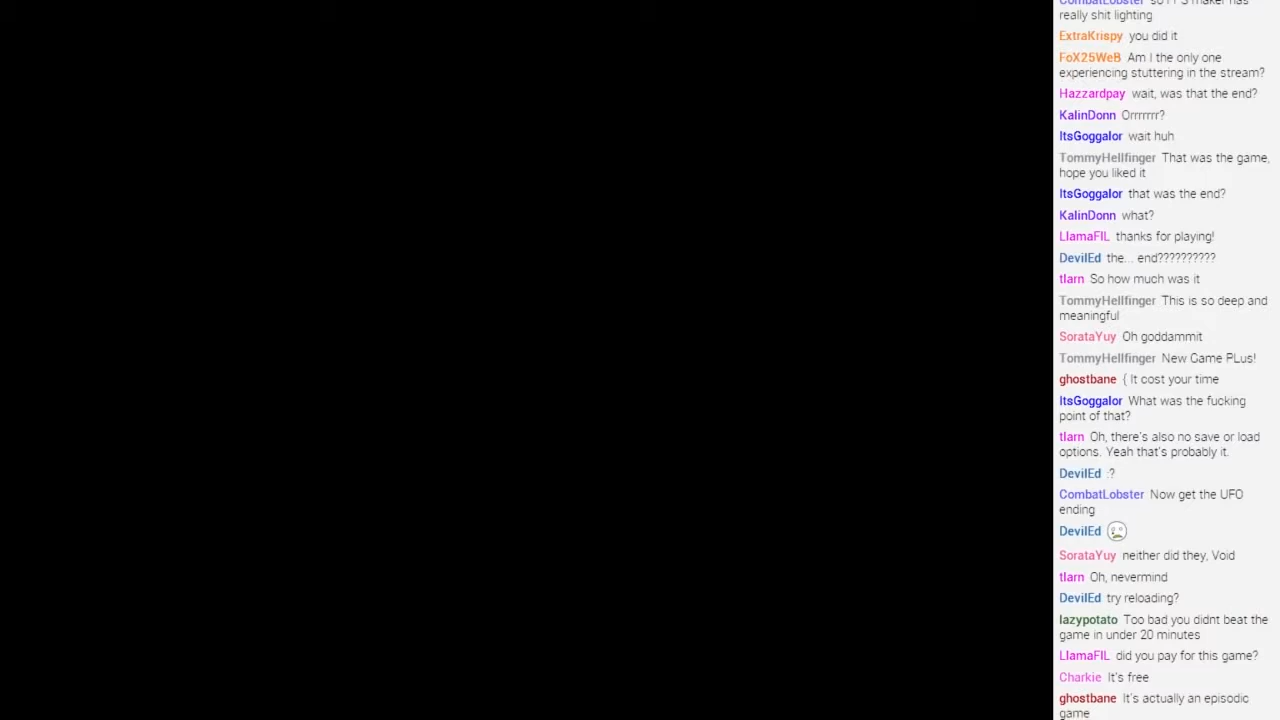 CombatLobster so FPS maker has
really shit lighting
ExtraKrispy you did it
FoX25WeB Am I the only one
experiencing stuttering in the stream?
Hazzardpay wait, was that the end?
KalinDonn Orrrrrrr?
ItsGoggalor wait huh
TommyHellfinger That was the game,
hope you liked it
ItsGoggalor that was the end?
KalinDonn what?
LlamaFIL thanks for playing!
DevilEd the... end??????????
tlarn So how much was it
TommyHellfinger This is so deep and
meaningful
SorataYuy Oh goddammit
TommyHellfinger New Game PLus!
ghostbane { It cost your time
ItsGoggalor What was the fucking
point of that?
tlarn Oh, there's also no save or load
options. Yeah that's probably it.
DevilEd :?
CombatLobster Now get the UFO
ending
DevilEd
SorataYuy neither did they, Void
tlarn Oh, nevermind
DevilEd try reloading?
lazypotato Too bad you didnt beat the
game in under 20 minutes
LlamaFIL did you pay for this game?
Charkie It's free
ghostbane It's actually an episodic
game